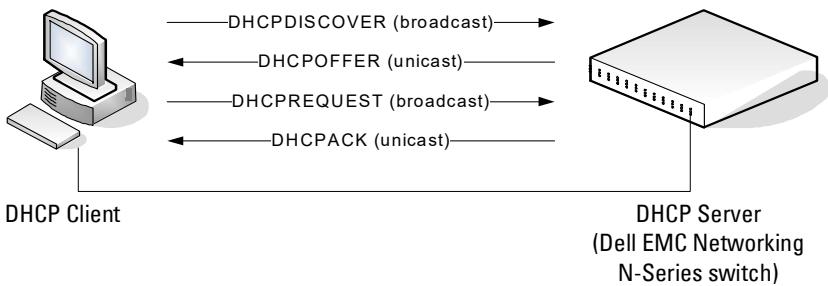 DHCPDISCOVER (broadcast)
DHCPOFFER (unicast)
DHCPREQUEST (broadcast)
DHCPACK (unicast)
DHCP Client
DHCP Server
(Dell EMC Networking
N-Series switch)